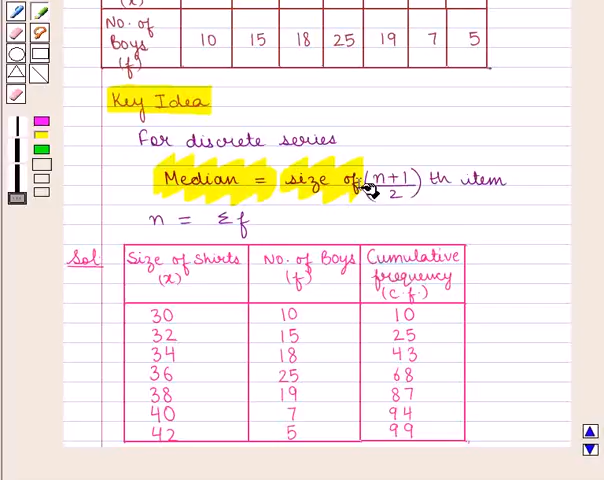 (x)
No. of
Boys
(f)
10 15 18 25 19 7 5
Key Idea
For discrete series
Median = size of (n+1/2) th item
n = Σf
Sol:
Size of Shirts
(x)
No. of Boys
(f)
Cumulative
frequency
(c.f.)
30 10 10
32 15 25
34 18 43
36 25 68
38 19 87
40 7 94
42 5 99